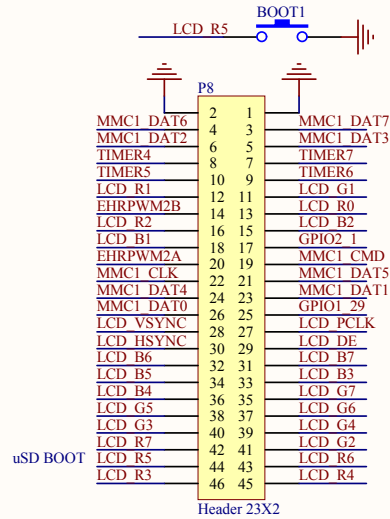 BOOT1
LCD_R5
P8
2 1
MMC1_DAT6 4 3 MMC1_DAT7
MMC1_DAT2 6 5 MMC1_DAT3
TIMER4 8 7 TIMER7
TIMER5 10 9 TIMER6
LCD_R1 12 11 LCD_G1
EHRPWM2B 14 13 LCD_R0
LCD_R2 16 15 LCD_B2
LCD_B1 18 17 GPIO2_1
EHRPWM2A 20 19 MMC1_CMD
MMC1_CLK 22 21 MMC1_DAT5
MMC1_DAT4 24 23 MMC1_DAT1
MMC1_DAT0 26 25 GPIO1_29
LCD_VSYNC 28 27 LCD_PCLK
LCD_HSYNC 30 29 LCD_DE
LCD_B6 32 31 LCD_B7
LCD_B5 34 33 LCD_B3
LCD_B4 36 35 LCD_G7
LCD_G5 38 37 LCD_G6
LCD_G3 40 39 LCD_G4
LCD_R7 42 41 LCD_G2
uSD BOOT LCD_R5 44 43 LCD_R6
LCD_R3 46 45 LCD_R4
Header 23X2